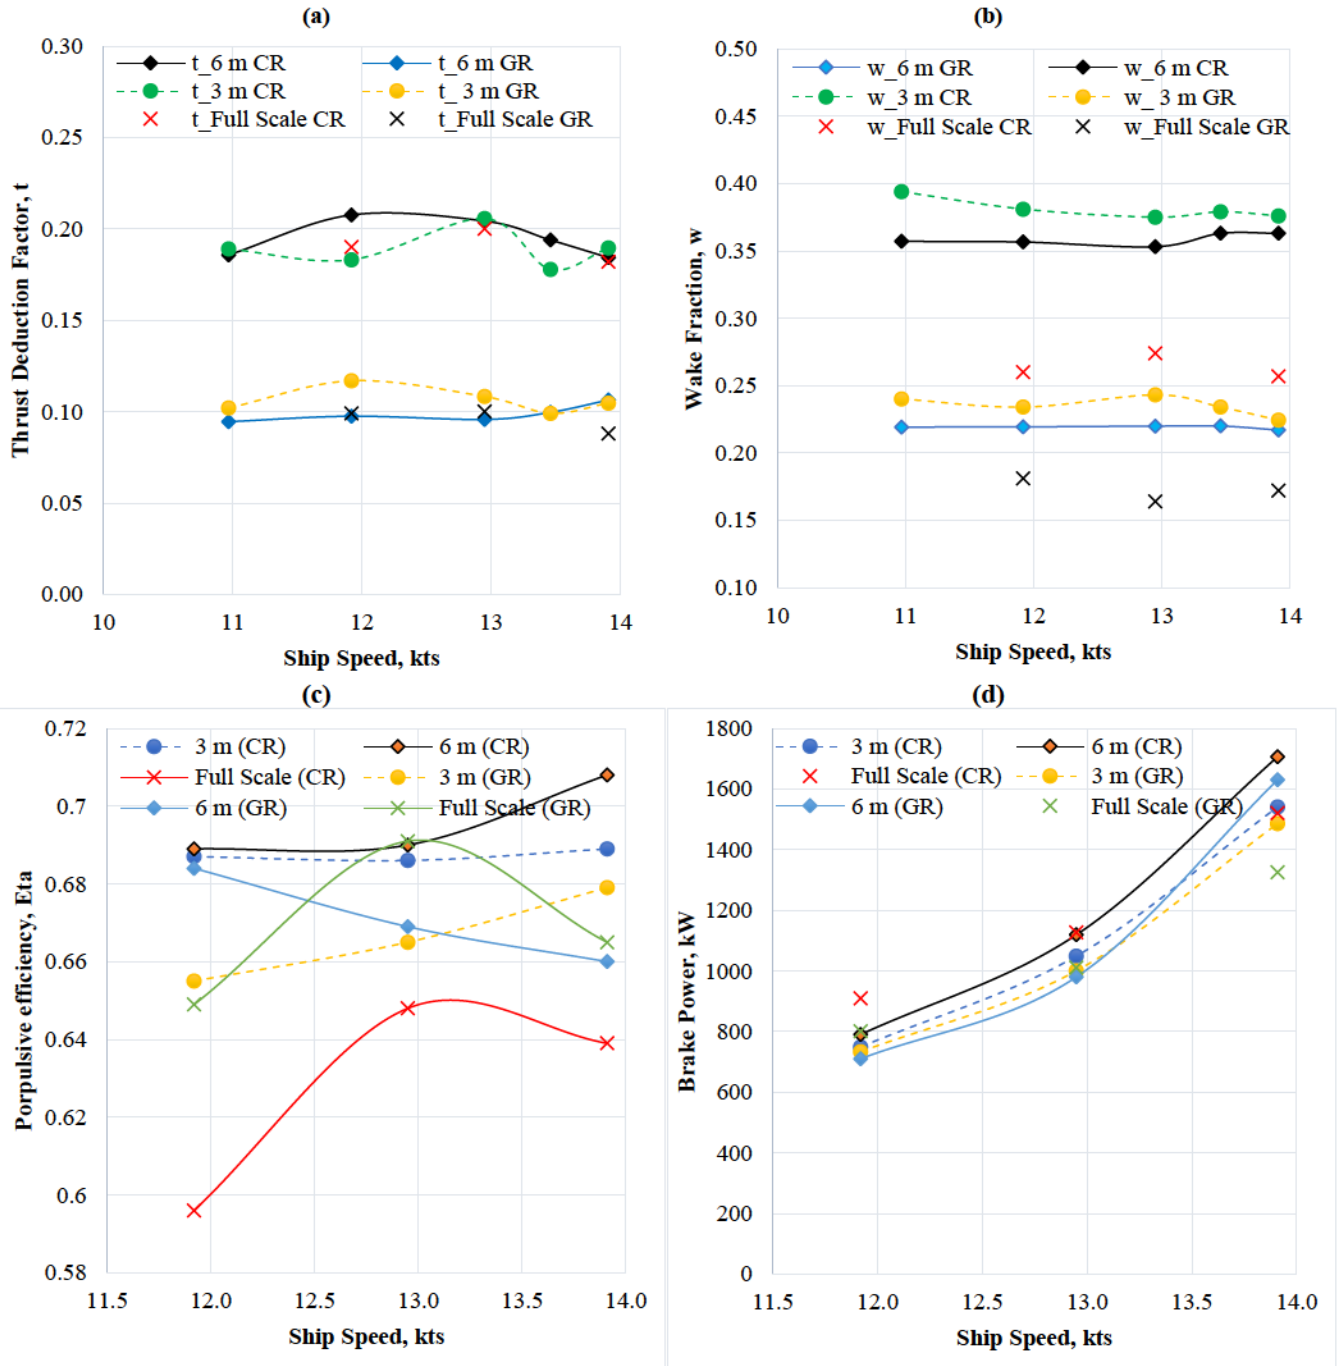 (a)
0.30
t_6 m CR
t_6 m GR
t_3 m CR
t_ 3 m GR
t_Full Scale CR
t_Full Scale GR
0.25
0.20
0.15
0.10
0.05
0.00
10 11 12 13 14
Thrust Deduction Factor, t
Ship Speed, kts
(b)
0.50
w_6 m GR
w_6 m CR
w_3 m CR
w_ 3 m GR
w_Full Scale CR
w_Full Scale GR
0.45
0.40
0.35
0.30
0.25
0.20
0.15
0.10
10 11 12 13 14
Wake Fraction, w
Ship Speed, kts
(c)
0.72
3 m (CR)
6 m (CR)
Full Scale (CR)
3 m (GR)
6 m (GR)
Full Scale (GR)
0.7
0.68
0.66
0.64
0.62
0.6
0.58
11.5 12.0 12.5 13.0 13.5 14.0
Porpulsive efficiency, Eta
Ship Speed, kts
(d)
1800
3 m (CR)
6 m (CR)
Full Scale (CR)
3 m (GR)
6 m (GR)
Full Scale (GR)
1600
1400
1200
1000
800
600
400
200
0
11.5 12.0 12.5 13.0 13.5 14.0
Brake Power, kW
Ship Speed, kts